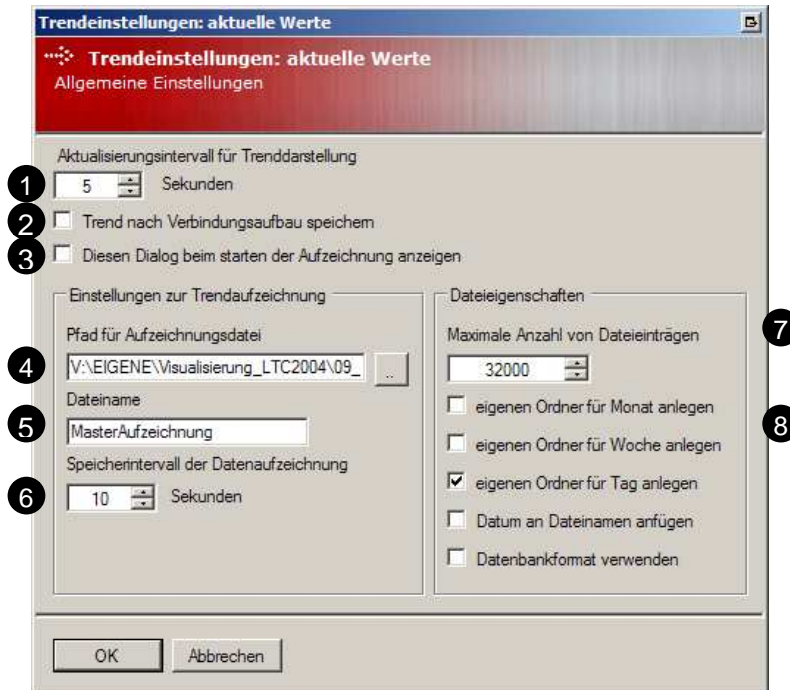 Trendeinstellungen: aktuelle Werte
Trendeinstellungen: aktuelle Werte
Allgemeine Einstellungen
Aktualisierungsintervall für Trenddarstellung
1 5 Sekunden
2 Trend nach Verbindungsaufbau speichern
3 Diesen Dialog beim starten der Aufzeichnung anzeigen
Einstellungen zur Trendaufzeichnung
Pfad für Aufzeichnungsdatei
4 V:\EIGENE\Visualisierung_LTC2004\09_ ..
Dateiname
5 MasterAufzeichnung
Speicherintervall der Datenaufzeichnung
6 10 Sekunden
Dateieigenschaften
Maximale Anzahl von Dateieinträgen 7
32000
eigenen Ordner für Monat anlegen
eigenen Ordner für Woche anlegen 8
eigenen Ordner für Tag anlegen
Datum an Dateinamen anfügen
Datenbankformat verwenden
OK Abbrechen